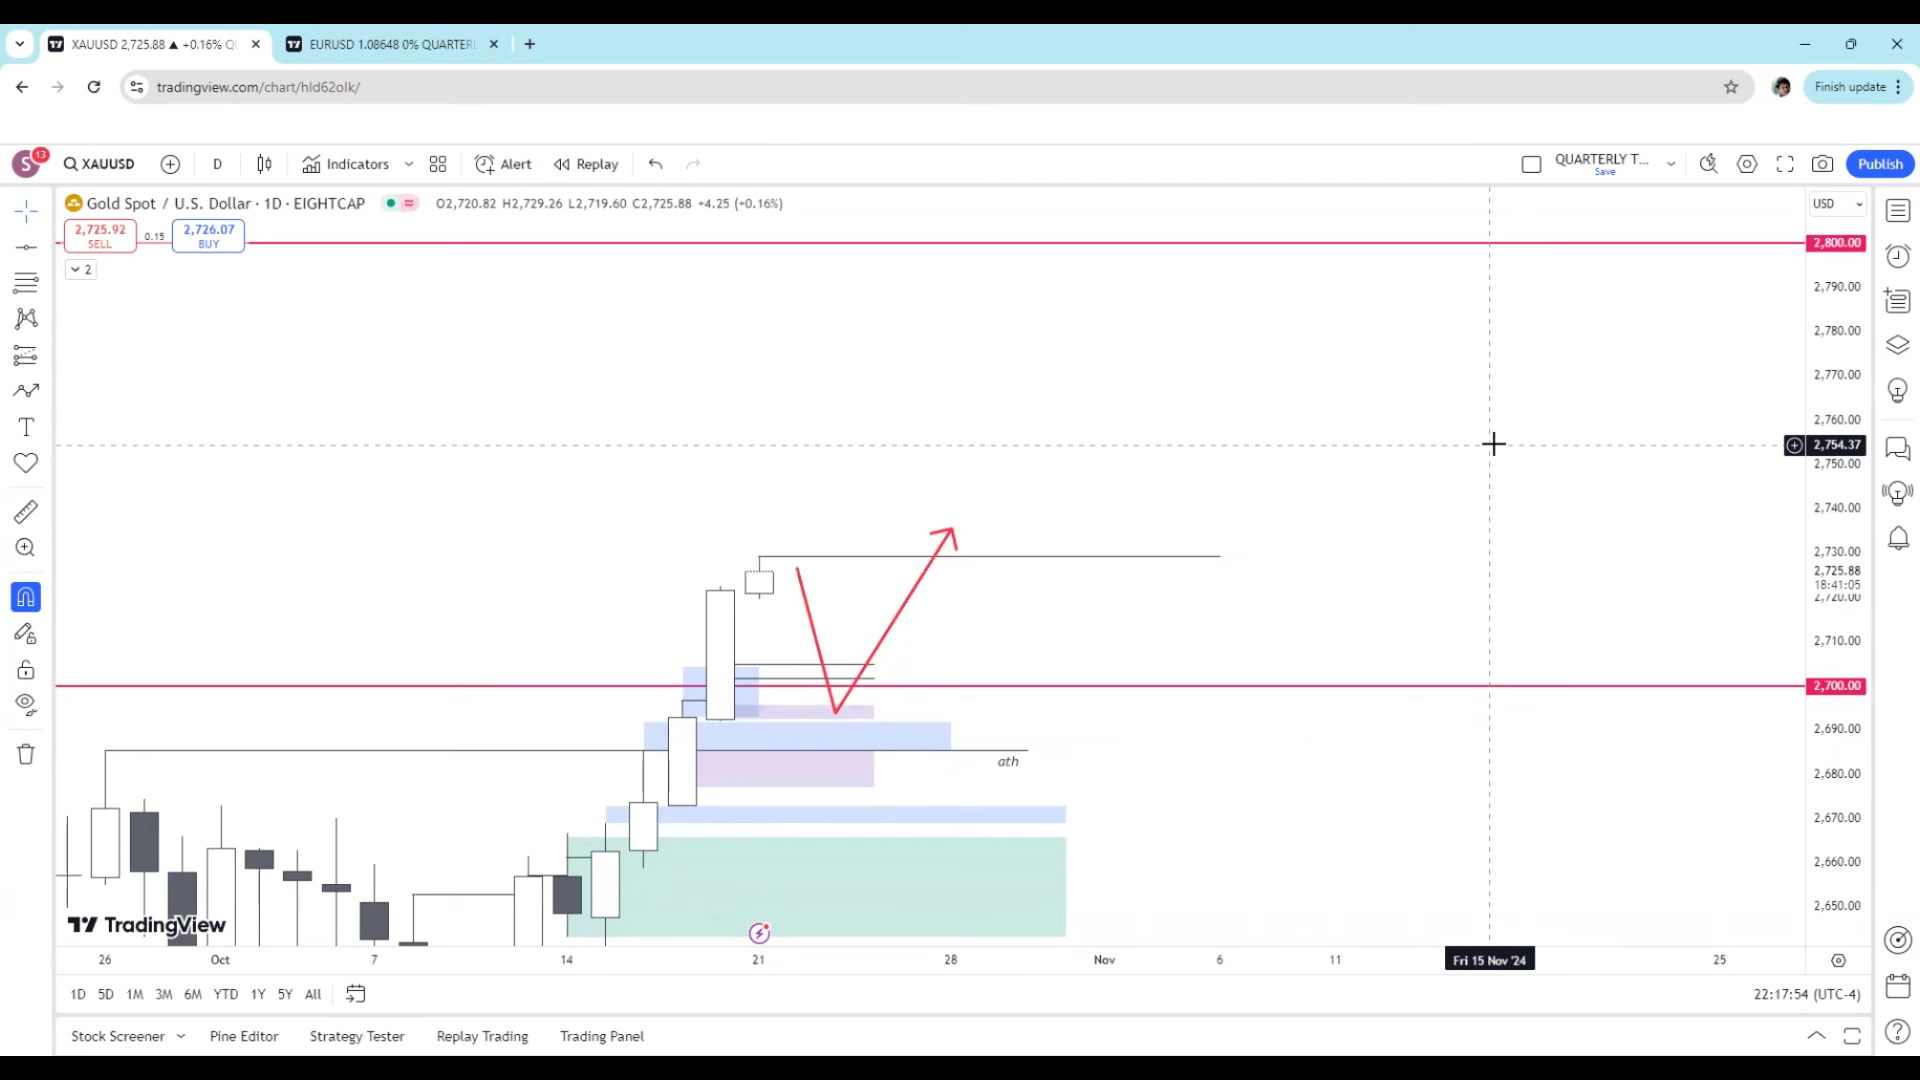 XAUUSD 2,725.88 ▲ +0.16% Q
EURUSD 1.08648 0% QUARTER
tradingview.com/chart/hld62olk/
Finish update
S
13
XAUUSD
D
Indicators
Alert
Replay
QUARTERLY T...
Save
Publish
Gold Spot / U.S. Dollar · 1D · EIGHTCAP
O2,720.82 H2,729.26 L2,719.60 C2,725.88 +4.25 (+0.16%)
USD
2,725.92
SELL
0.15
2,726.07
BUY
2
2,800.00
2,790.00
2,780.00
2,770.00
2,760.00
2,754.37
2,750.00
2,740.00
2,730.00
2,725.88
18:41:05
2,720.00
2,710.00
2,700.00
2,690.00
2,680.00
2,670.00
2,660.00
2,650.00
ath
TradingView
26
Oct
7
14
21
28
Nov
6
11
Fri 15 Nov '24
25
1D 5D 1M 3M 6M YTD 1Y 5Y All
22:17:54 (UTC-4)
Stock Screener
Pine Editor
Strategy Tester
Replay Trading
Trading Panel